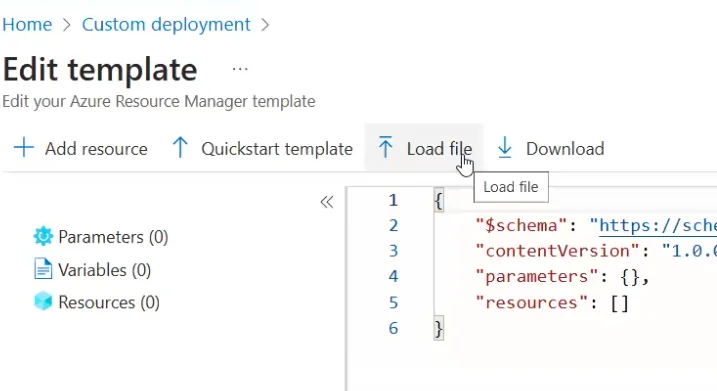 Home > Custom deployment >
Edit template ...
Edit your Azure Resource Manager template
Add resource Quickstart template Load file Download
Load file
Parameters (0)
Variables (0)
Resources (0)
1 {
2 "$schema": "https://sche
3 "contentVersion": "1.0.0
4 "parameters": {},
5 "resources": []
6 }